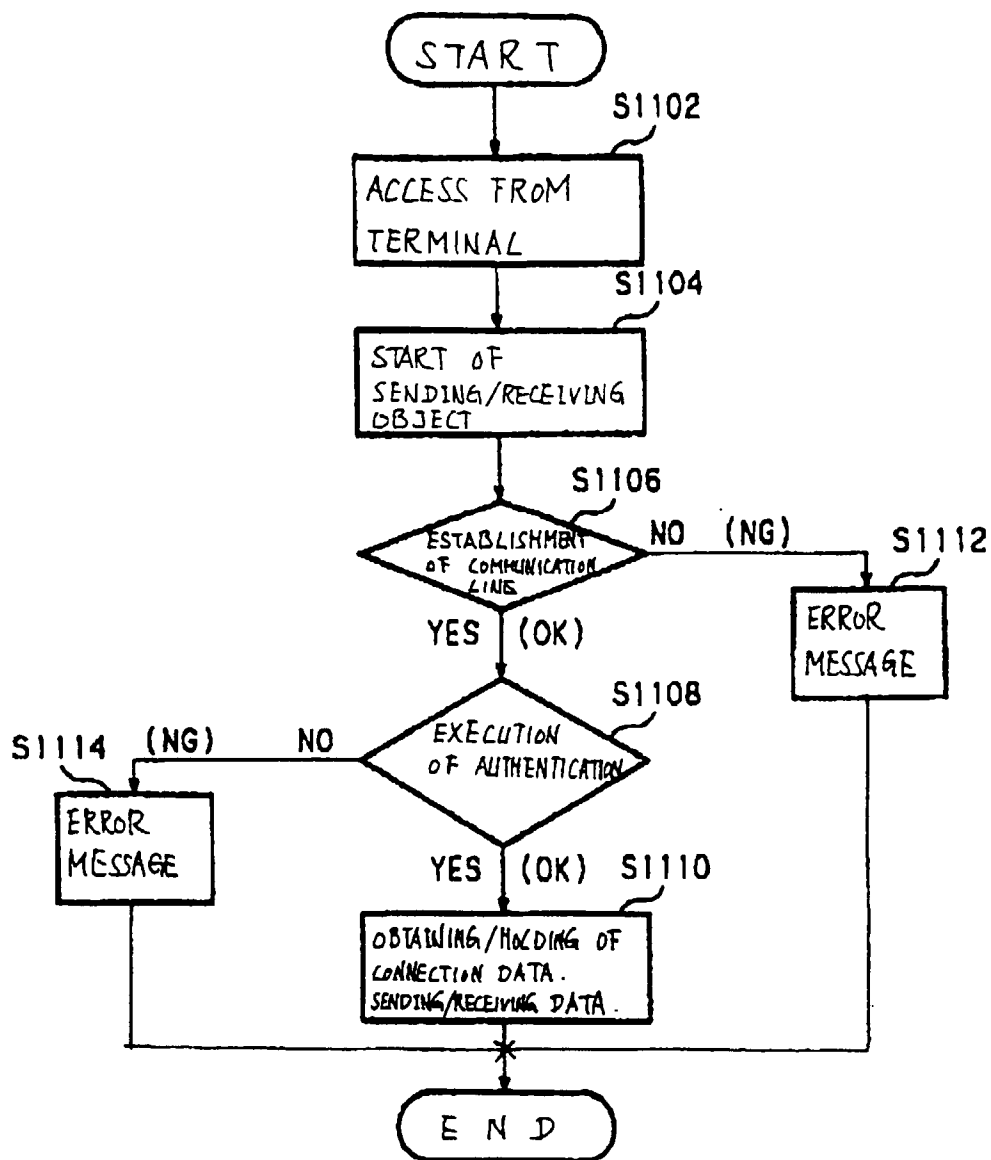 START
S1102
ACCESS FROM
TERMINAL
S1104
START OF
SENDING/RECEIVING
OBJECT
S1106
ESTABLISHMENT
OF COMMUNICATION
LINE
NO (NG)
S1112
ERROR
MESSAGE
YES (OK)
S1108
EXECUTION
OF AUTHENTICATION
S1114 (NG) NO
ERROR
MESSAGE
YES (OK)
S1110
OBTAINING/HOLDING OF
CONNECTION DATA.
SENDING/RECEIVING DATA.
END